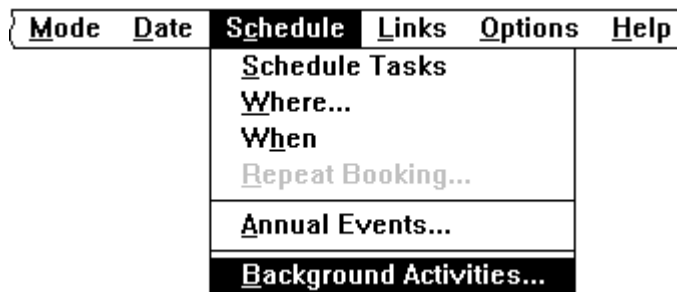 Mode Date Schedule Links Options Help
Schedule Tasks
Where...
When
Repeat Booking...
Annual Events...
Background Activities...